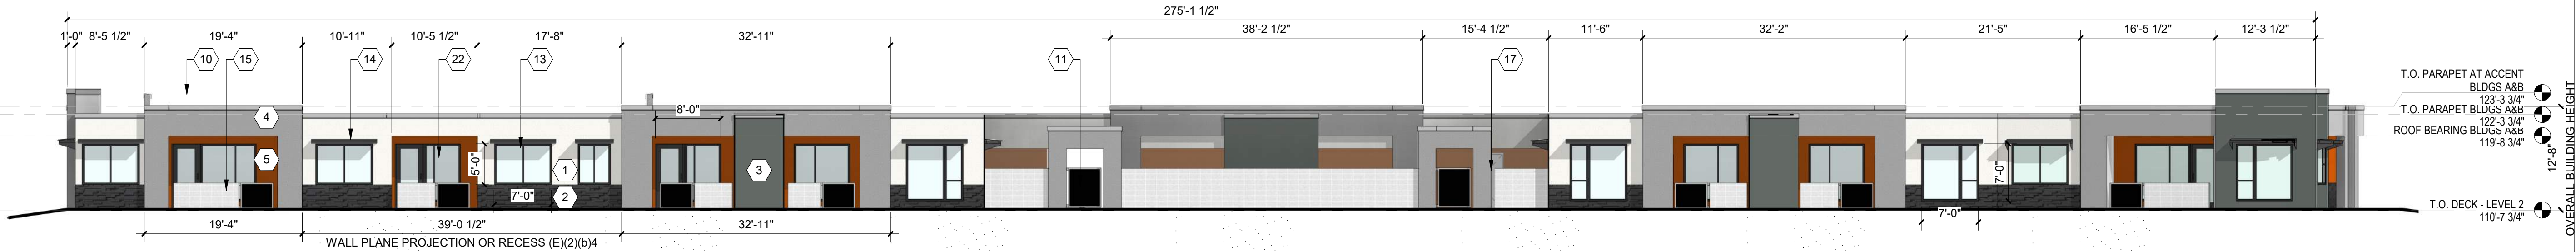 275'-1 1/2"
38'-2 1/2" 15'-4 1/2" 11'-6" 32'-2" 21'-5" 16'-5 1/2" 12'-3 1/2"
1'-0" 8'-5 1/2" 19'-4" 10'-11" 10'-5 1/2" 17'-8" 32'-11"
10 15 14 22 13 11 17
T.O. PARAPET AT ACCENT
BLDGS A&B
123'-3 3/4"
T.O. PARAPET BLDGS A&B
122'-3 3/4"
ROOF BEARING BLDGS A&B
119'-8 3/4"
8'-0"
4
5
5'-0"
1
3
2
7'-0"
7'-0"
7'-0"
12'-8"
OVERALL BUILDING HEIGHT
T.O. DECK - LEVEL 2
110'-7 3/4"
19'-4" 39'-0 1/2" 32'-11"
WALL PLANE PROJECTION OR RECESS (E)(2)(b)4